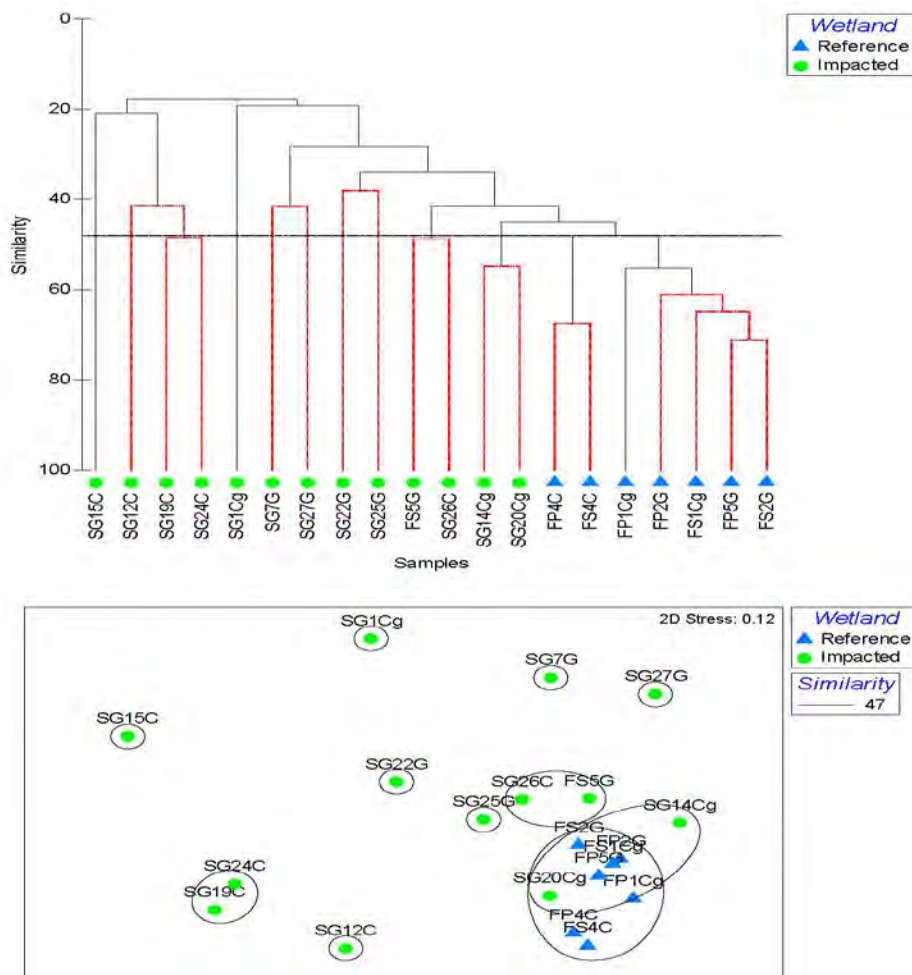 0
20
40
60
80
100
Similarity
Wetland
Reference
Impacted
SG15C
SG12C
SG19C
SG24C
SG1Cg
SG7G
SG27G
SG22G
SG25G
FS5G
SG26C
SG14Cg
SG20Cg
FP4C
FS4C
FP1Cg
FP2G
FS1Cg
FP5G
FS2G
Samples
2D Stress: 0.12
Wetland
Reference
Impacted
Similarity
47
SG1Cg
SG7G
SG27G
SG15C
SG22G
SG26C
FS5G
SG25G
SG14Cg
FS2G
FP2G
FS1Cg
FP5G
SG20Cg
FP1Cg
SG24C
SG19C
FP4C
FS4C
SG12C